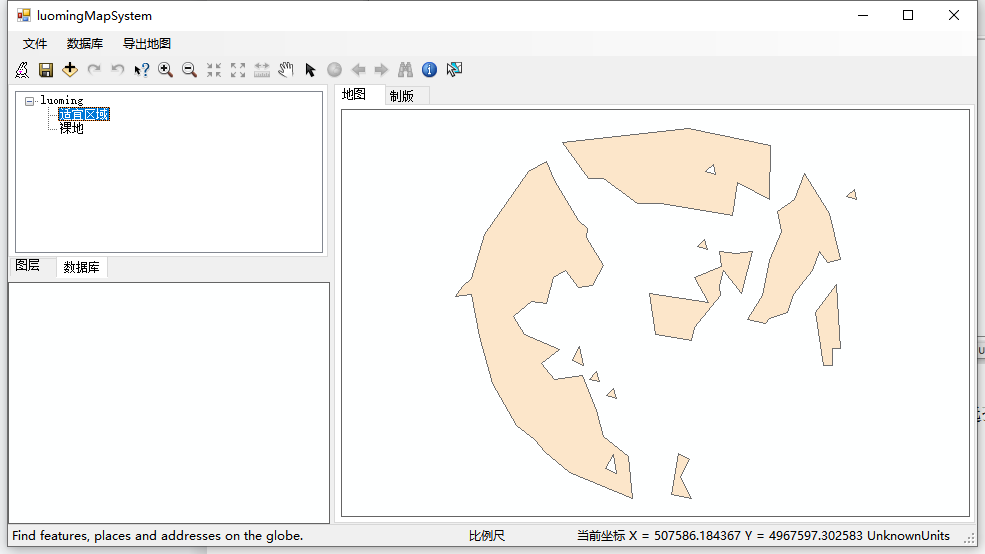 luomingMapSystem
文件 数据库 导出地图
luoming
适宜区域
裸地
图层 数据库
地图 制版
Find features, places and addresses on the globe. 比例尺 当前坐标 X = 507586.184367 Y = 4967597.302583 UnknownUnits